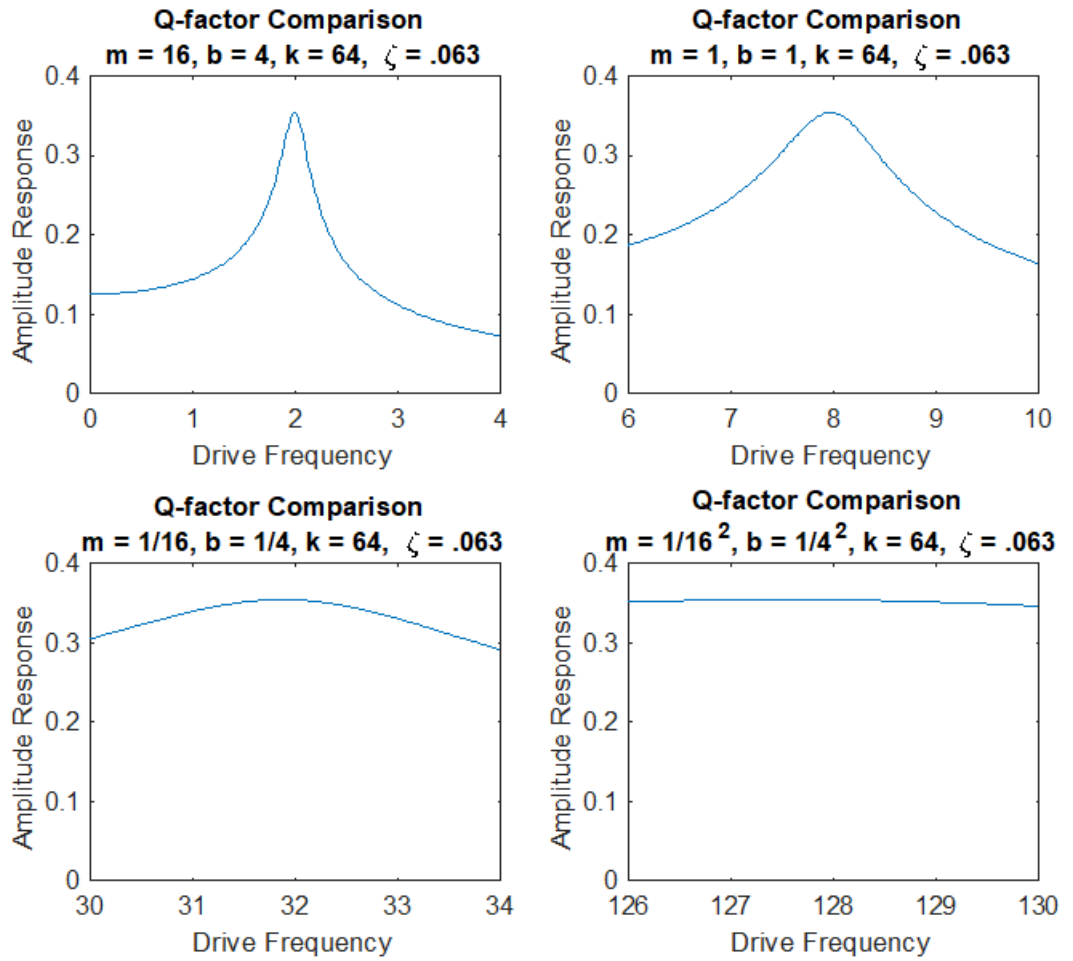 Q-factor Comparison
m = 16, b = 4, k = 64, ζ = .063
Amplitude Response
0.4
0.3
0.2
0.1
0
0 1 2 3 4
Drive Frequency
Q-factor Comparison
m = 1, b = 1, k = 64, ζ = .063
Amplitude Response
0.4
0.3
0.2
0.1
0
6 7 8 9 10
Drive Frequency
Q-factor Comparison
m = 1/16, b = 1/4, k = 64, ζ = .063
Amplitude Response
0.4
0.3
0.2
0.1
0
30 31 32 33 34
Drive Frequency
Q-factor Comparison
m = 1/16², b = 1/4², k = 64, ζ = .063
Amplitude Response
0.4
0.3
0.2
0.1
0
126 127 128 129 130
Drive Frequency